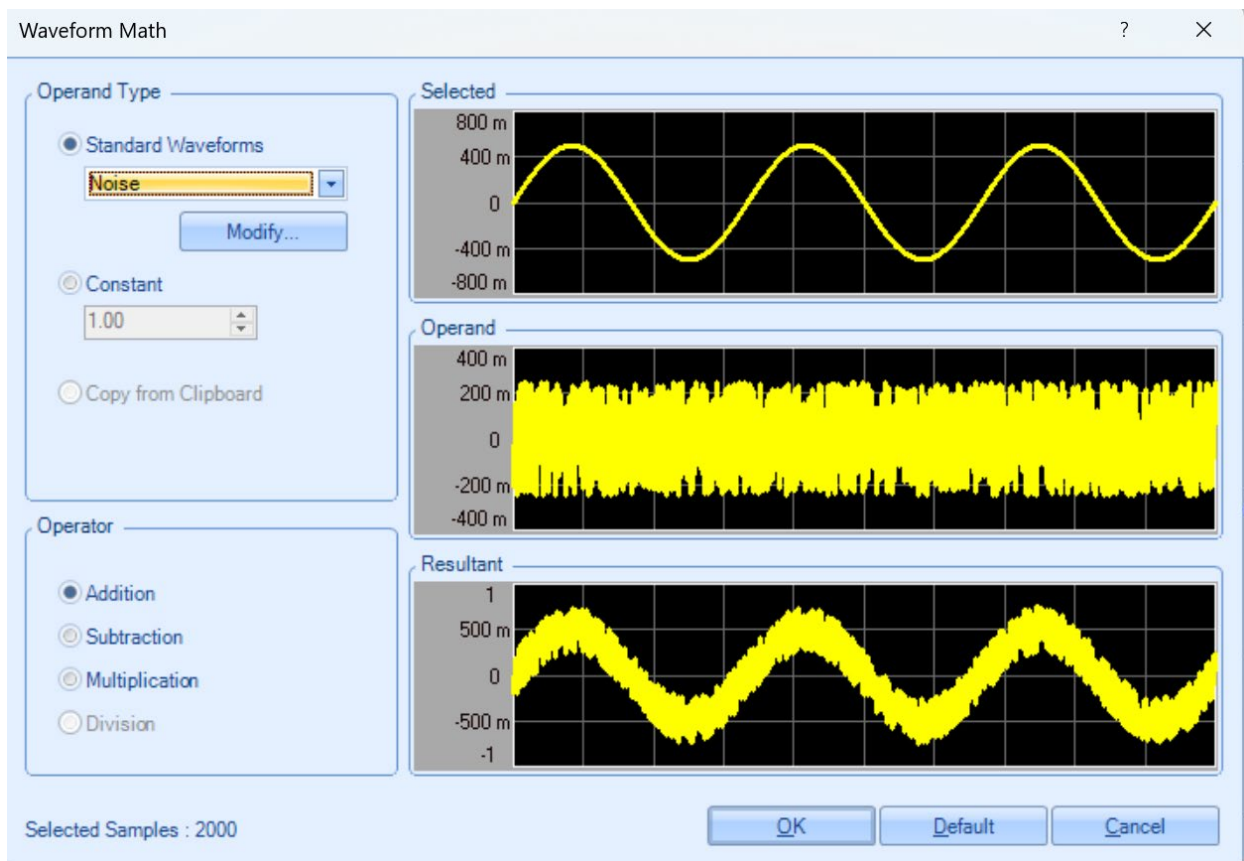 Waveform Math
?
Operand Type
Standard Waveforms
Noise
Modify...
Constant
1.00
Copy from Clipboard
Operator
Addition
Subtraction
Multiplication
Division
Selected
800 m
400 m
0
-400 m
-800 m
Operand
400 m
200 m
0
-200 m
-400 m
Resultant
1
500 m
0
-500 m
-1
Selected Samples : 2000
OK
Default
Cancel